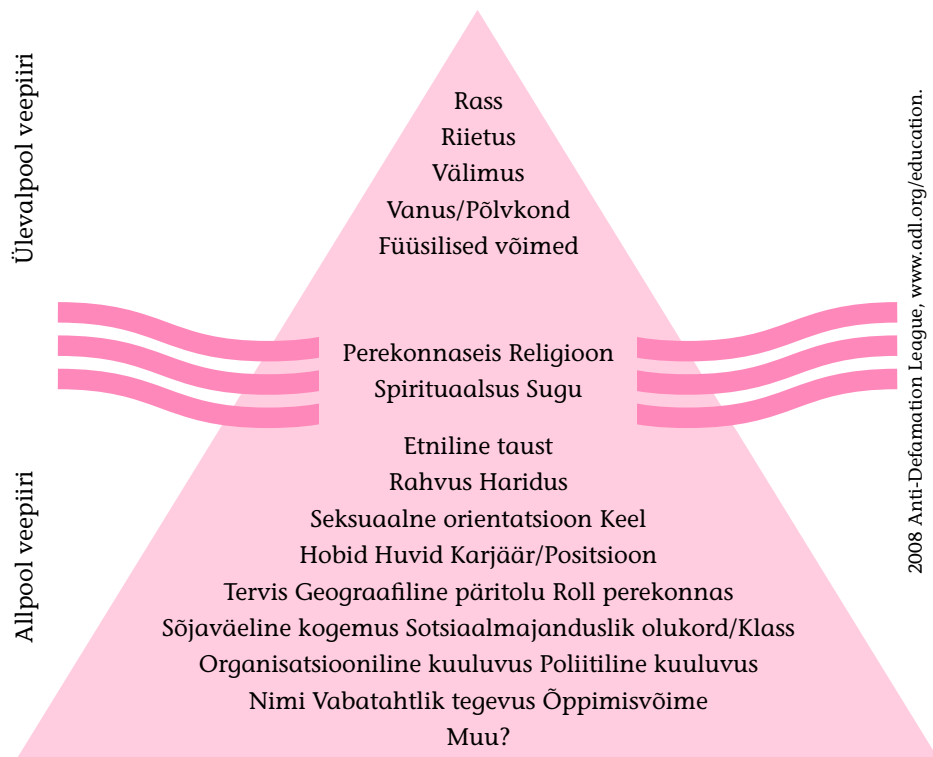 Ülevalpool veepiiri
Rass
Riietus
Välimus
Vanus/Põlvkond
Füüsilised võimed
Perekonnaseis Religioon
Spirituaalsus Sugu
Allpool veepiiri
Etniline taust
Rahvus Haridus
Seksuaalne orientatsioon Keel
Hobid Huvid Karjäär/Positsioon
Tervis Geograafiline päritolu Roll perekonnas
Sõjaväeline kogemus Sotsiaalmajanduslik olukord/Klass
Organisatsiooniline kuuluvus Poliitiline kuuluvus
Nimi Vabatahtlik tegevus Õppimisvõime
Muu?
2008 Anti-Defamation League, www.adl.org/education.